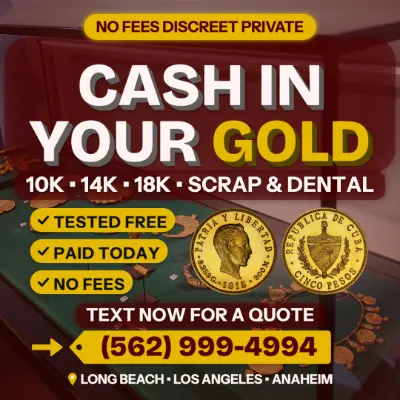 NO FEES DISCREET PRIVATE
CASH IN
YOUR GOLD
10K ▪ 14K ▪ 18K ▪ SCRAP & DENTAL
TESTED FREE
PAID TODAY
NO FEES
PATRIA Y LIBERTAD
1915
REPUBLICA DE CUBA
CINCO PESOS
TEXT NOW FOR A QUOTE
(562) 999-4994
LONG BEACH ▪ LOS ANGELES ▪ ANAHEIM